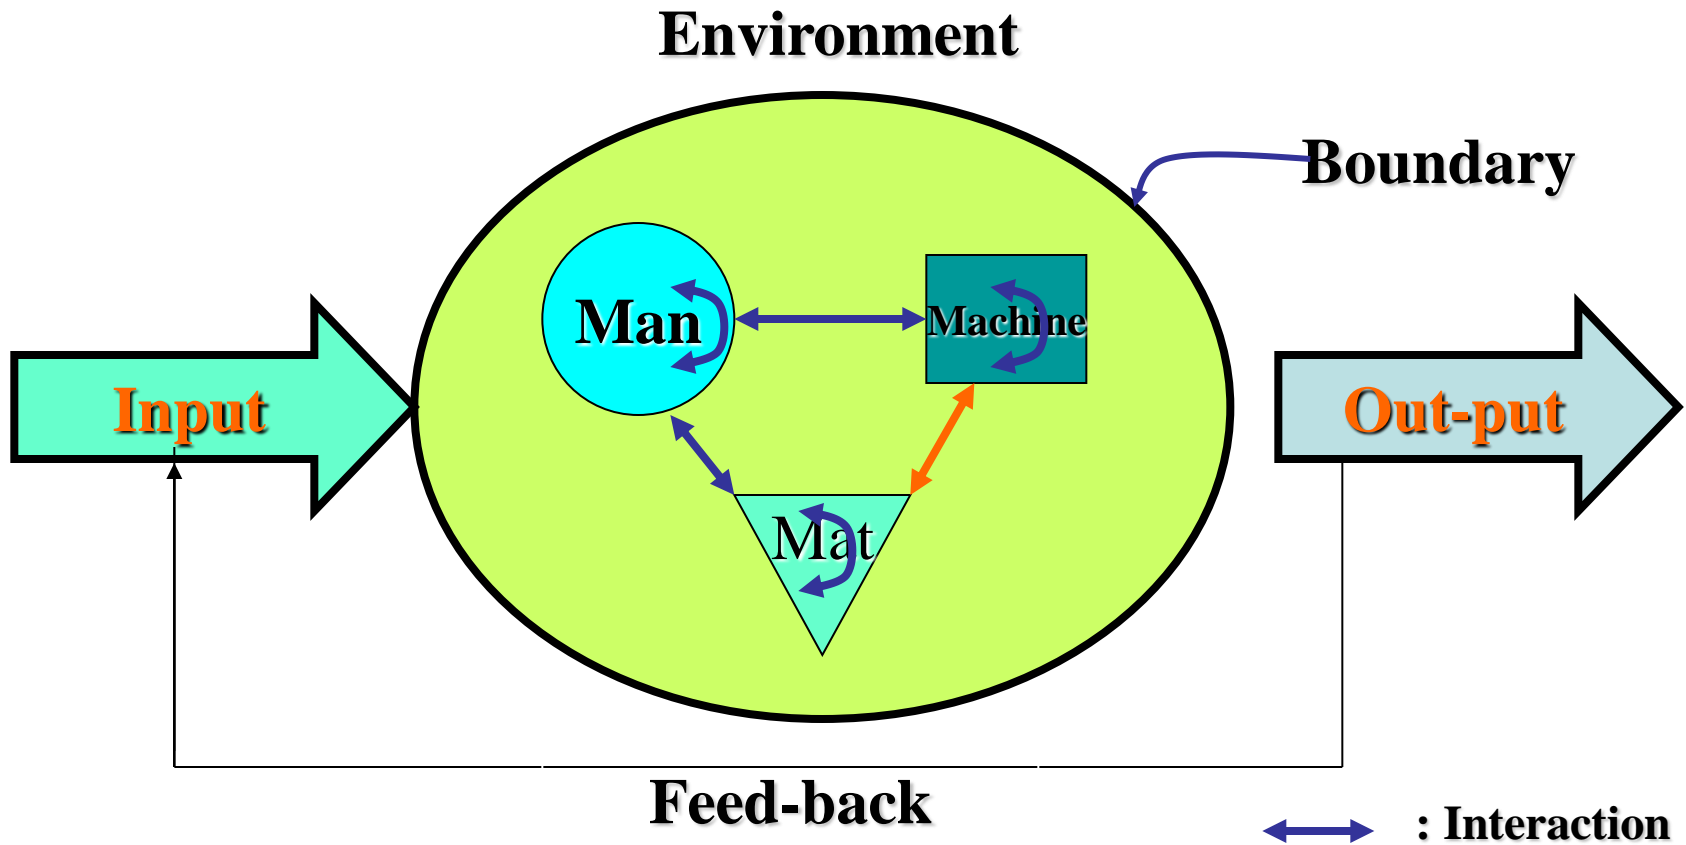 Environment
Boundary
Man
Machine
Input
Out-put
Mat
Feed-back
: Interaction